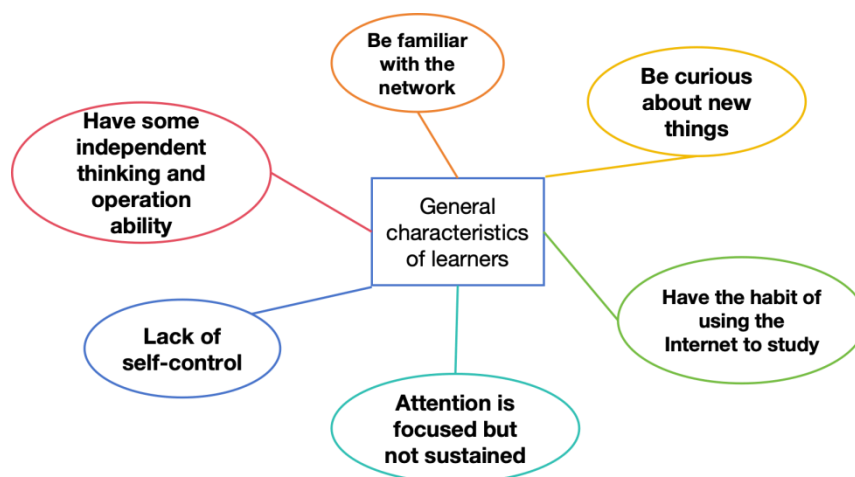 Be familiar
with the
network
Be curious
about new
things
Have some
independent
thinking and
operation
ability
General
characteristics
of learners
Have the habit of
using the
Internet to study
Lack of
self-control
Attention is
focused but
not sustained